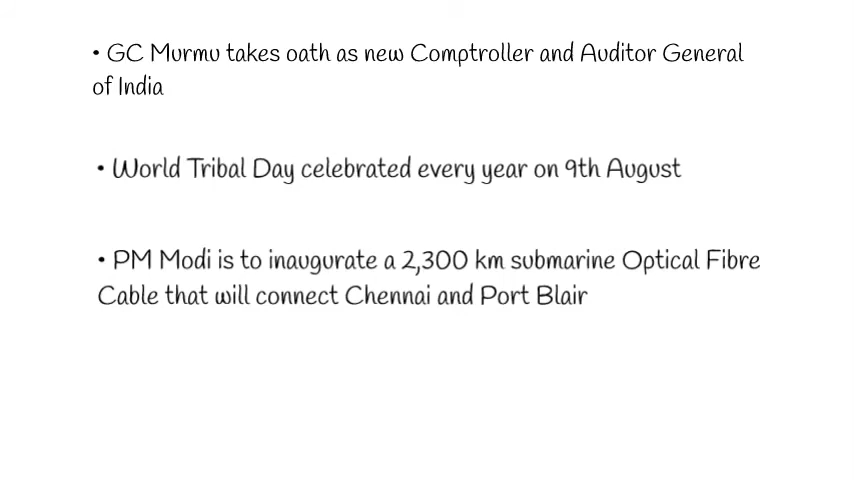 • GC Murmu takes oath as new Comptroller and Auditor General
of India
• World Tribal Day celebrated every year on 9th August
• PM Modi is to inaugurate a 2,300 km submarine Optical Fibre
Cable that will connect Chennai and Port Blair